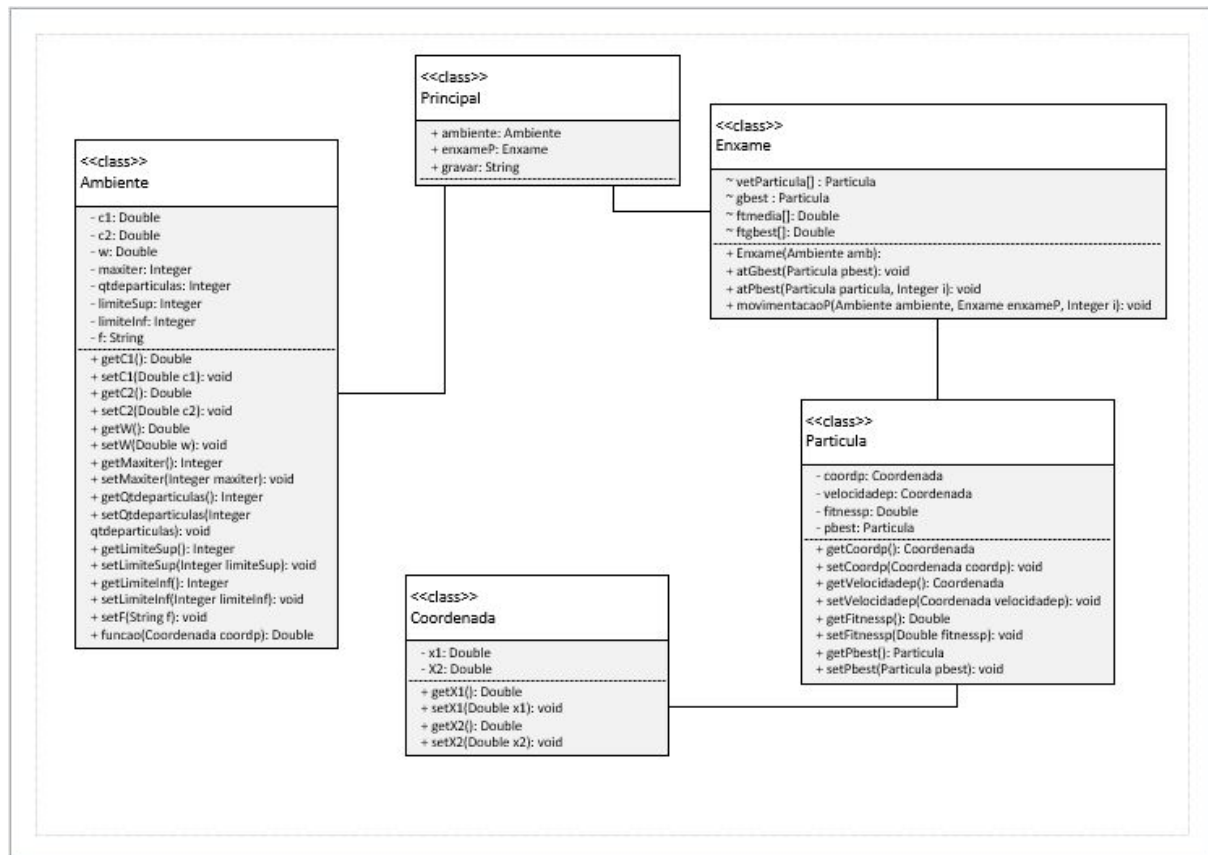 <<class>>
Principal
+ ambiente: Ambiente
+ enxameP: Enxame
+ gravar: String
<<class>>
Enxame
~ vetParticula[] : Particula
~ gbest : Particula
~ ftmedia[]: Double
~ ftgbest[]: Double
+ Enxame(Ambiente amb):
+ atGbest(Particula pbest): void
+ atPbest(Particula particula, Integer i): void
+ movimentacaoP(Ambiente ambiente, Enxame enxameP, Integer i): void
<<class>>
Ambiente
- c1: Double
- c2: Double
- w: Double
- maxiter: Integer
- qtdeparticulas: Integer
- limiteSup: Integer
- limiteInf: Integer
- f: String
+ getC1(): Double
+ setC1(Double c1): void
+ getC2(): Double
+ setC2(Double c2): void
+ getW(): Double
+ setW(Double w): void
+ getMaxiter(): Integer
+ setMaxiter(Integer maxiter): void
+ getQtdeparticulas(): Integer
+ setQtdeparticulas(Integer
qtdeparticulas): void
+ getLimiteSup(): Integer
+ setLimiteSup(Integer limiteSup): void
+ getLimiteInf(): Integer
+ setLimiteInf(Integer limiteInf): void
+ setF(String f): void
+ funcao(Coordenada coordp): Double
<<class>>
Particula
- coordp: Coordenada
- velocidadep: Coordenada
- fitnessp: Double
- pbest: Particula
+ getCoordp(): Coordenada
+ setCoordp(Coordenada coordp): void
+ getVelocidadep(): Coordenada
+ setVelocidadep(Coordenada velocidadep): void
+ getFitnessp(): Double
+ setFitnessp(Double fitnessp): void
+ getPbest(): Particula
+ setPbest(Particula pbest): void
<<class>>
Coordenada
- x1: Double
- X2: Double
+ getX1(): Double
+ setX1(Double x1): void
+ getX2(): Double
+ setX2(Double x2): void